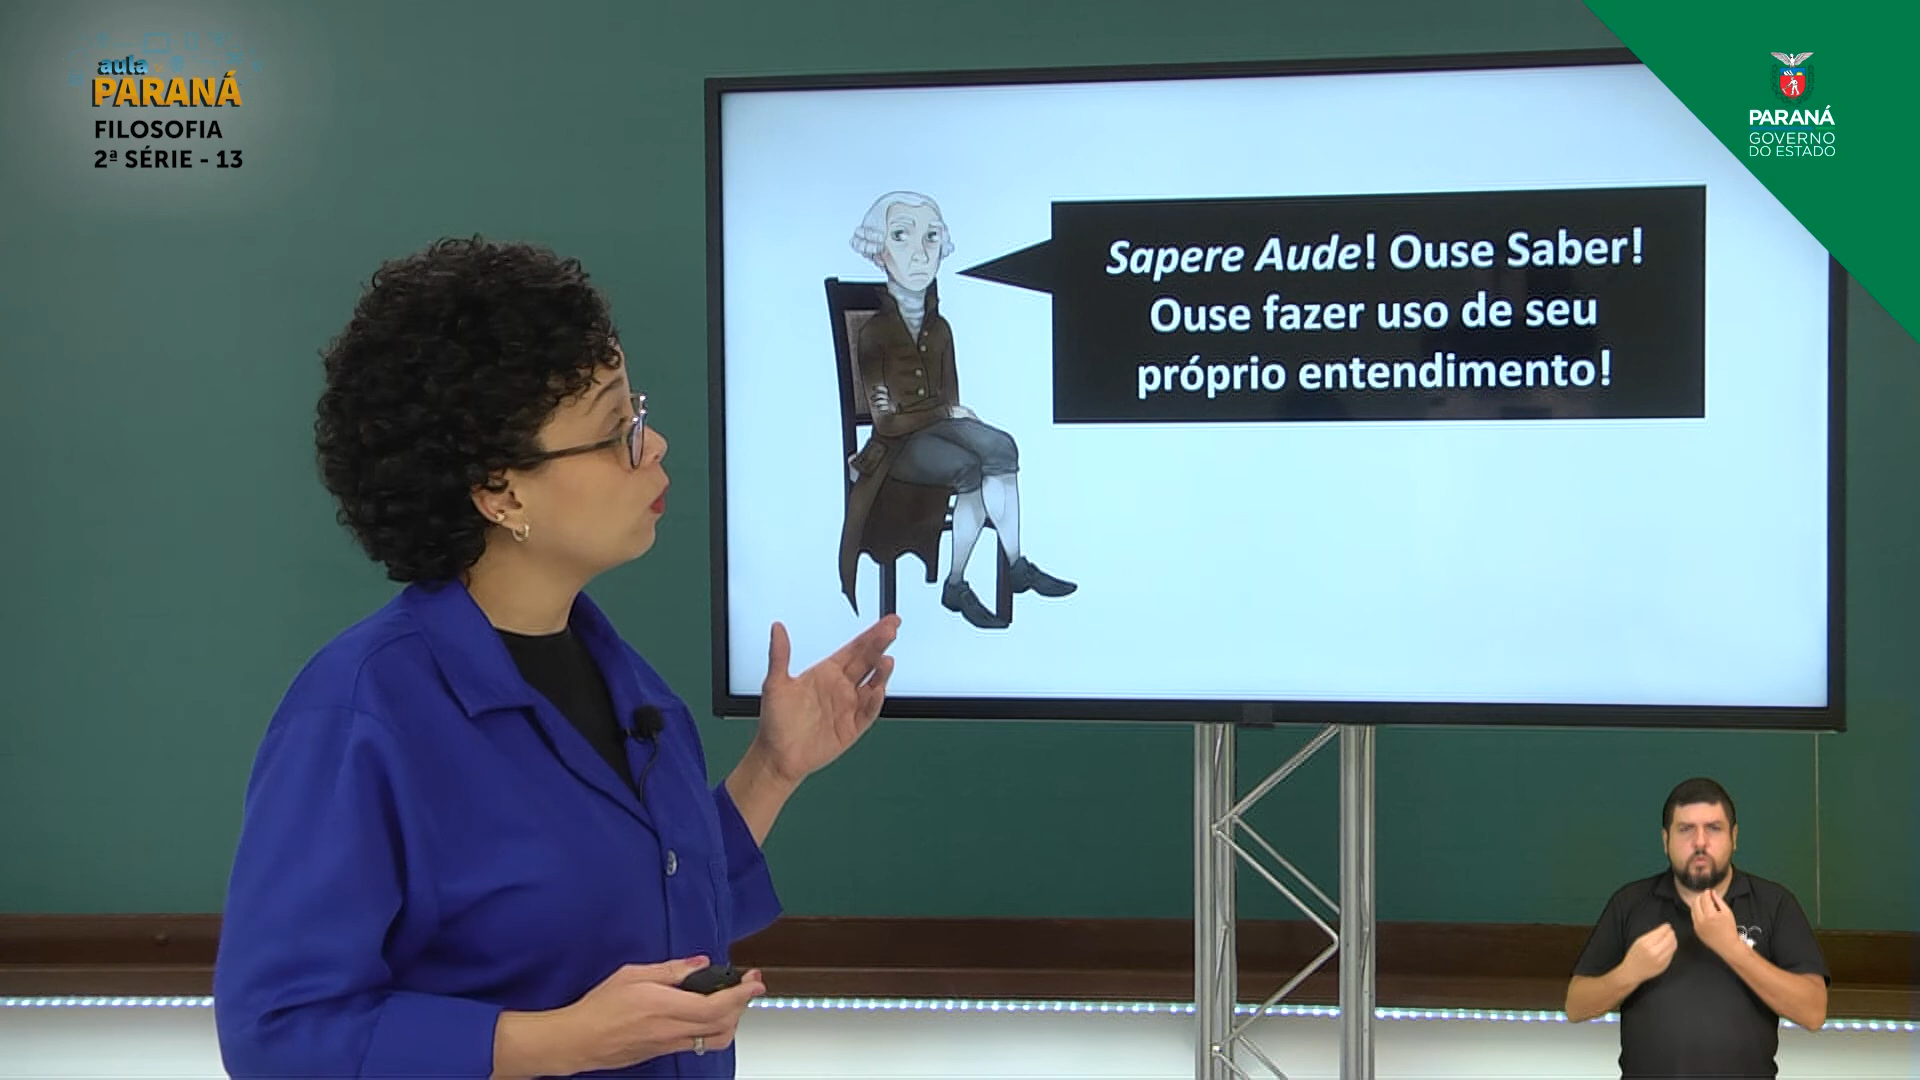 aula
PARANÁ
FILOSOFIA
2ª SÉRIE - 13
PARANÁ
GOVERNO
DO ESTADO
Sapere Aude! Ouse Saber!
Ouse fazer uso de seu
próprio entendimento!